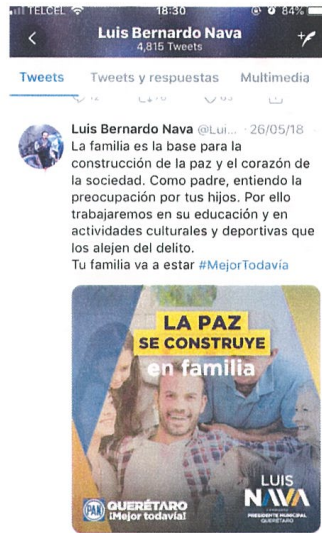 TELCEL 18:30 84%
Luis Bernardo Nava
4,815 Tweets
Tweets Tweets y respuestas Multimedia
Luis Bernardo Nava @Lui... · 26/05/18
La familia es la base para la
construcción de la paz y el corazón de
la sociedad. Como padre, entiendo la
preocupación por tus hijos. Por ello
trabajaremos en su educación y en
actividades culturales y deportivas que
los alejen del delito.
Tu familia va a estar #MejorTodavía
LA PAZ
SE CONSTRUYE
en familia
PAN
QUERÉTARO
¡Mejor todavía!
LUIS
NAVA
PRESIDENTE MUNICIPAL
QUERÉTARO